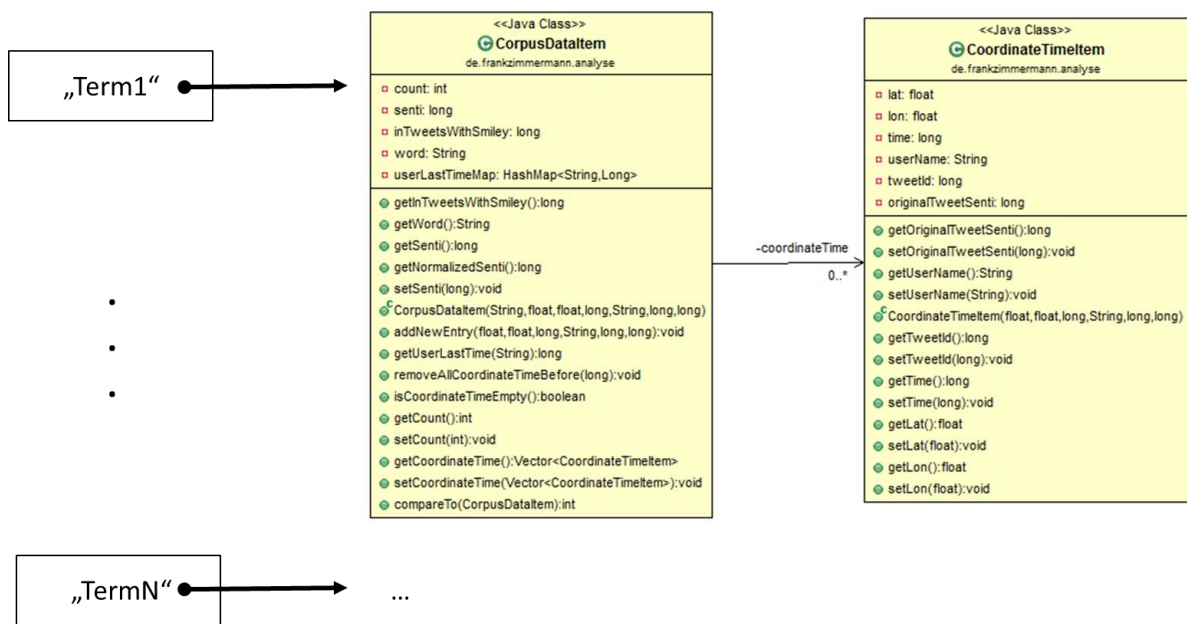 „Term1“
<<Java Class>>
CorpusDataItem
de.frankzimmermann.analyse
count: int
senti: long
inTweetsWithSmiley: long
word: String
userLastTimeMap: HashMap<String,Long>
getInTweetsWithSmiley():long
getWord():String
getSenti():long
getNormalizedSenti():long
setSenti(long):void
CorpusDataItem(String,float,float,long,String,long,long)
addNewEntry(float,float,long,String,long,long):void
getUserLastTime(String):long
removeAllCoordinateTimeBefore(long):void
isCoordinateTimeEmpty():boolean
getCount():int
setCount(int):void
getCoordinateTime():Vector<CoordinateTimeItem>
setCoordinateTime(Vector<CoordinateTimeItem>):void
compareTo(CorpusDataItem):int
-coordinateTime
0..*
<<Java Class>>
CoordinateTimeItem
de.frankzimmermann.analyse
lat: float
lon: float
time: long
userName: String
tweetId: long
originalTweetSenti: long
getOriginalTweetSenti():long
setOriginalTweetSenti(long):void
getUserName():String
setUserName(String):void
CoordinateTimeItem(float,float,long,String,long,long)
getTweetId():long
setTweetId(long):void
getTime():long
setTime(long):void
getLat():float
setLat(float):void
getLon():float
setLon(float):void
„TermN“
...